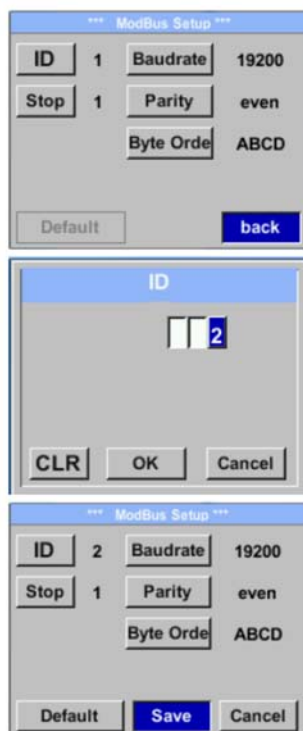 *** ModBus Setup ***
ID 1 Baudrate 19200
Stop 1 Parity even
Byte Orde ABCD
Default back
ID
2
CLR OK Cancel
*** ModBus Setup ***
ID 2 Baudrate 19200
Stop 1 Parity even
Byte Orde ABCD
Default Save Cancel